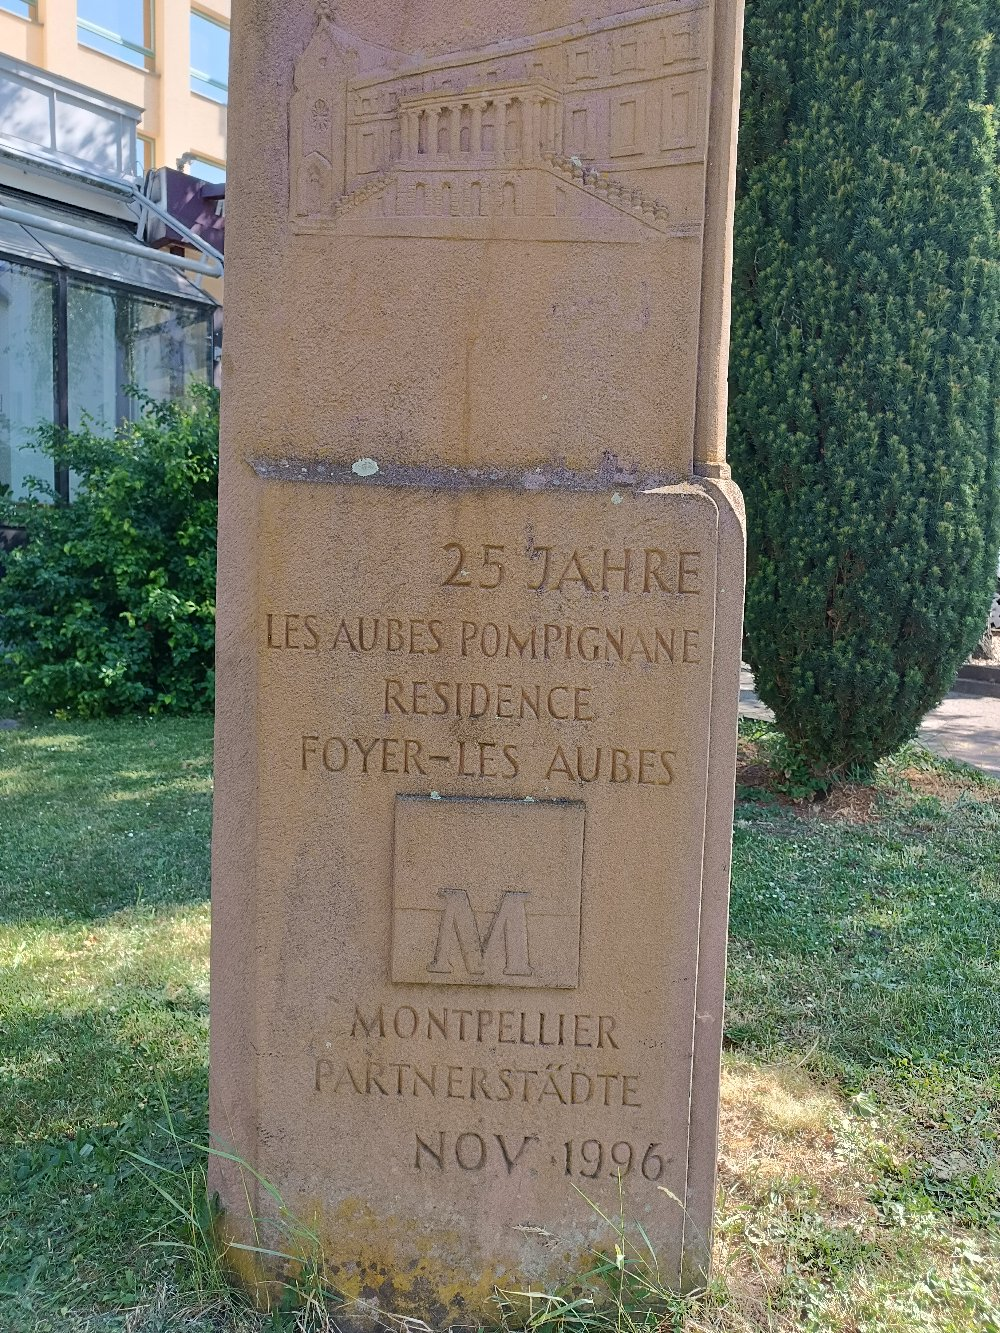 25 JAHRE
LES AUBES POMPIGNANE
RESIDENCE
FOYER-LES AUBES
M
MONTPELLIER
PARTNERSTÄDTE
NOV 1996